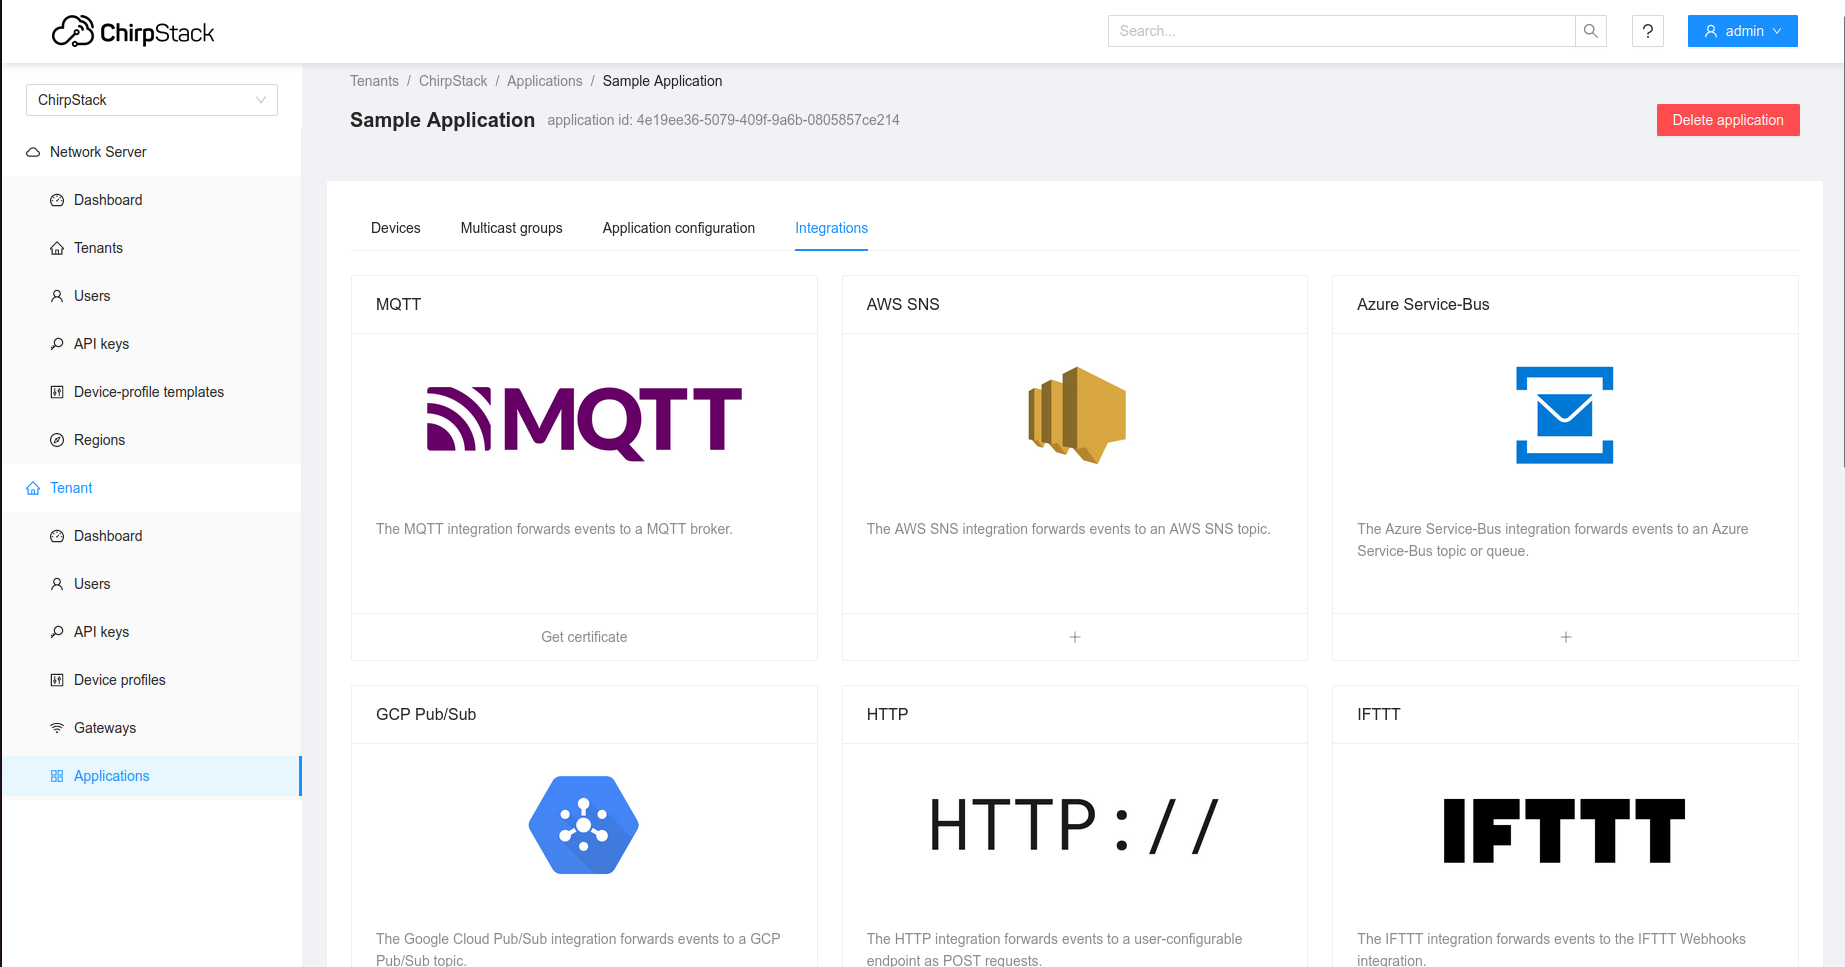 ChirpStack
Search...
?
admin
ChirpStack
Network Server
Dashboard
Tenants
Users
API keys
Device-profile templates
Regions
Tenant
Dashboard
Users
API keys
Device profiles
Gateways
Applications
Tenants / ChirpStack / Applications / Sample Application
Sample Application application id: 4e19ee36-5079-409f-9a6b-0805857ce214
Delete application
Devices Multicast groups Application configuration Integrations
MQTT
MQTT
The MQTT integration forwards events to a MQTT broker.
Get certificate
AWS SNS
The AWS SNS integration forwards events to an AWS SNS topic.
+
Azure Service-Bus
The Azure Service-Bus integration forwards events to an Azure
Service-Bus topic or queue.
+
GCP Pub/Sub
The Google Cloud Pub/Sub integration forwards events to a GCP
Pub/Sub topic.
HTTP
HTTP://
The HTTP integration forwards events to a user-configurable
endpoint as POST requests.
IFTTT
IFTTT
The IFTTT integration forwards events to the IFTTT Webhooks
integration.